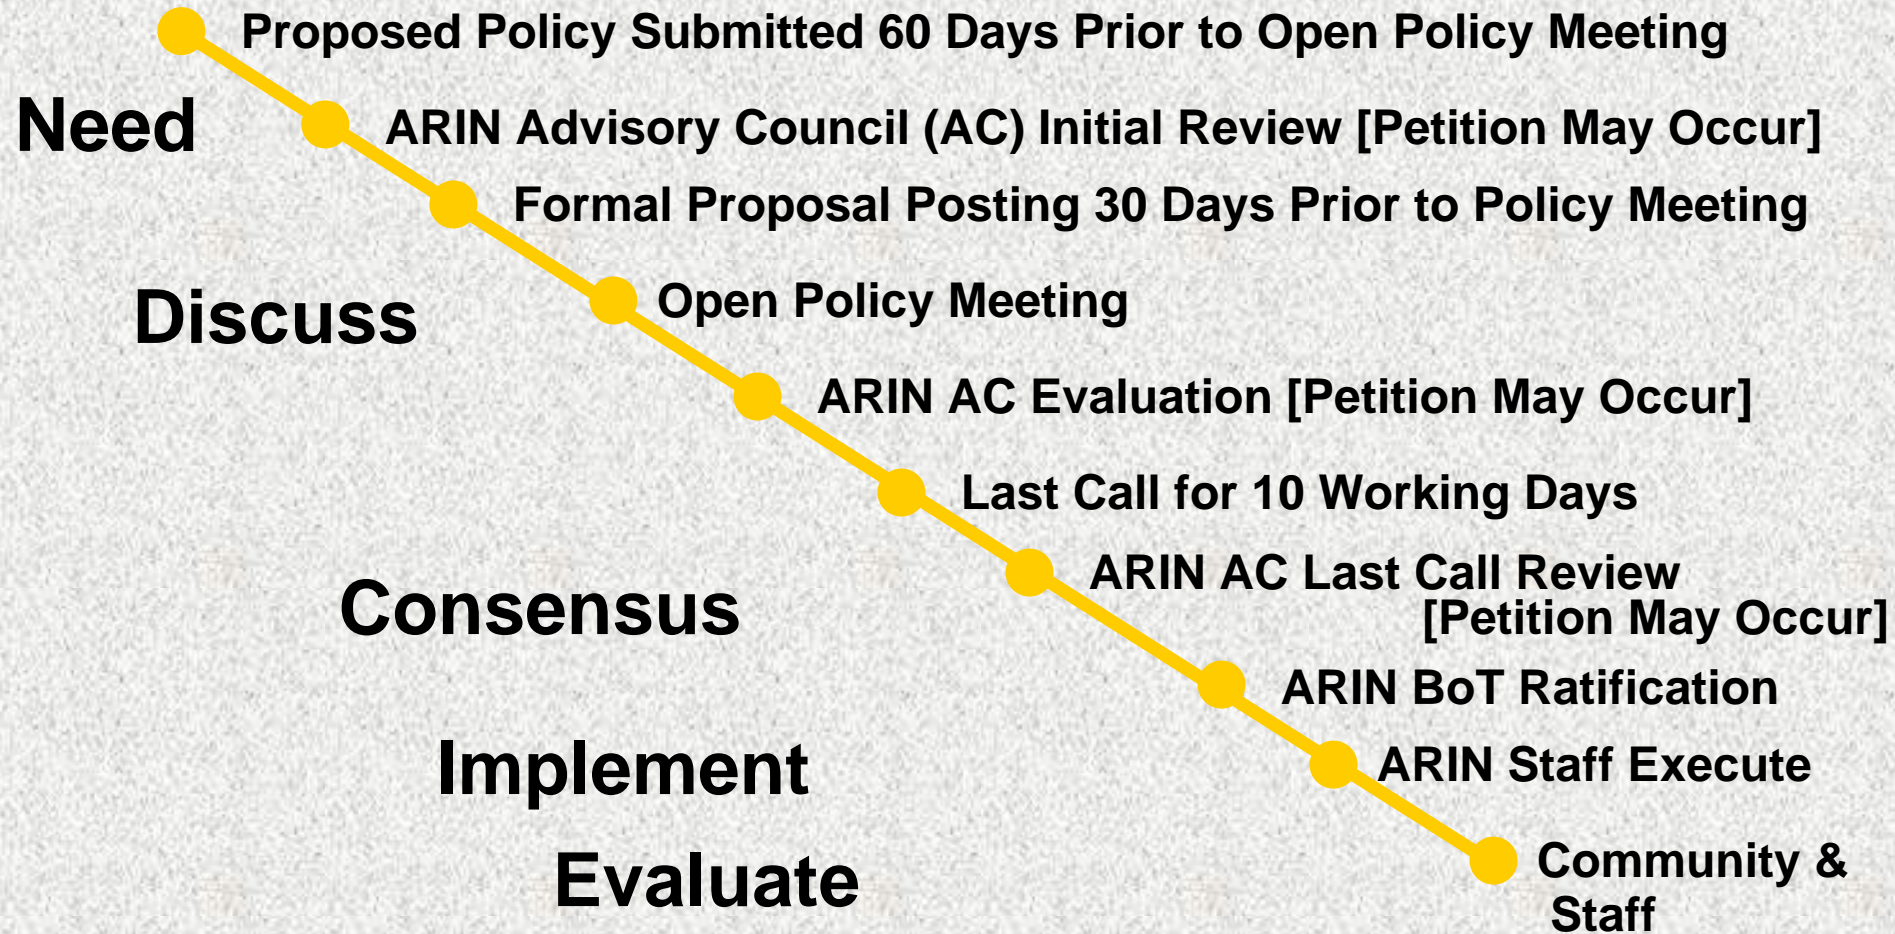 Proposed Policy Submitted 60 Days Prior to Open Policy Meeting
Need
ARIN Advisory Council (AC) Initial Review [Petition May Occur]
Formal Proposal Posting 30 Days Prior to Policy Meeting
Discuss
Open Policy Meeting
ARIN AC Evaluation [Petition May Occur]
Last Call for 10 Working Days
Consensus
ARIN AC Last Call Review
[Petition May Occur]
ARIN BoT Ratification
Implement
ARIN Staff Execute
Evaluate
Community &
Staff